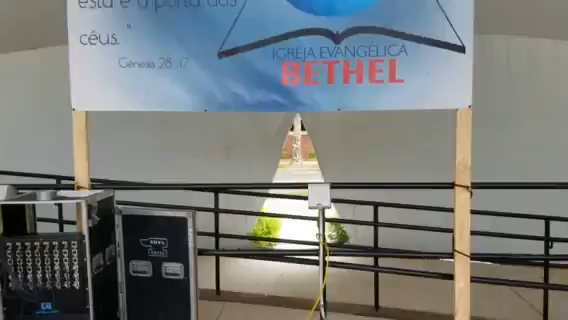 esta é a porta dos
céus."
Gênesis 28:17
IGREJA EVANGÉLICA
BETHEL